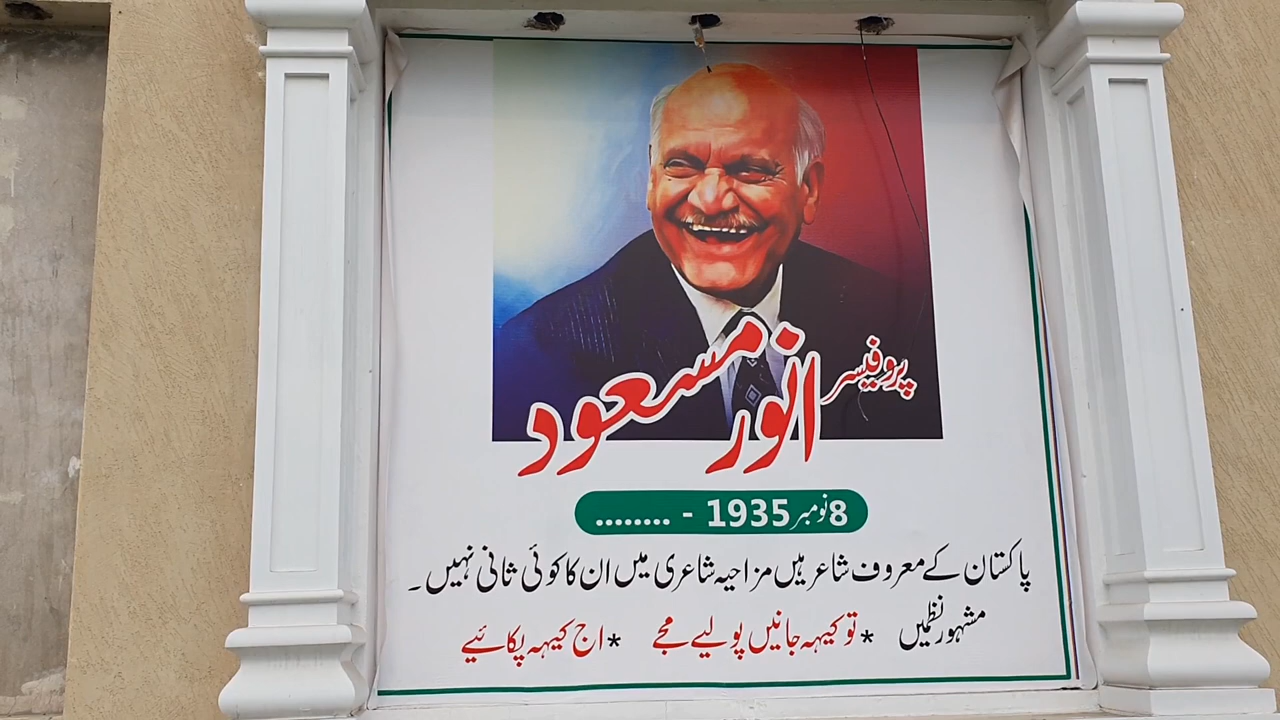 پروفیسر
انور مسعود
8 نومبر 1935 - ........
پاکستان کے معروف شاعر ہیں مزاحیہ شاعری میں ان کا کوئی ثانی نہیں۔
مشہور نظمیں * تو کیہہ جانیں پولیے مجے * اج کیہہ پکائیے